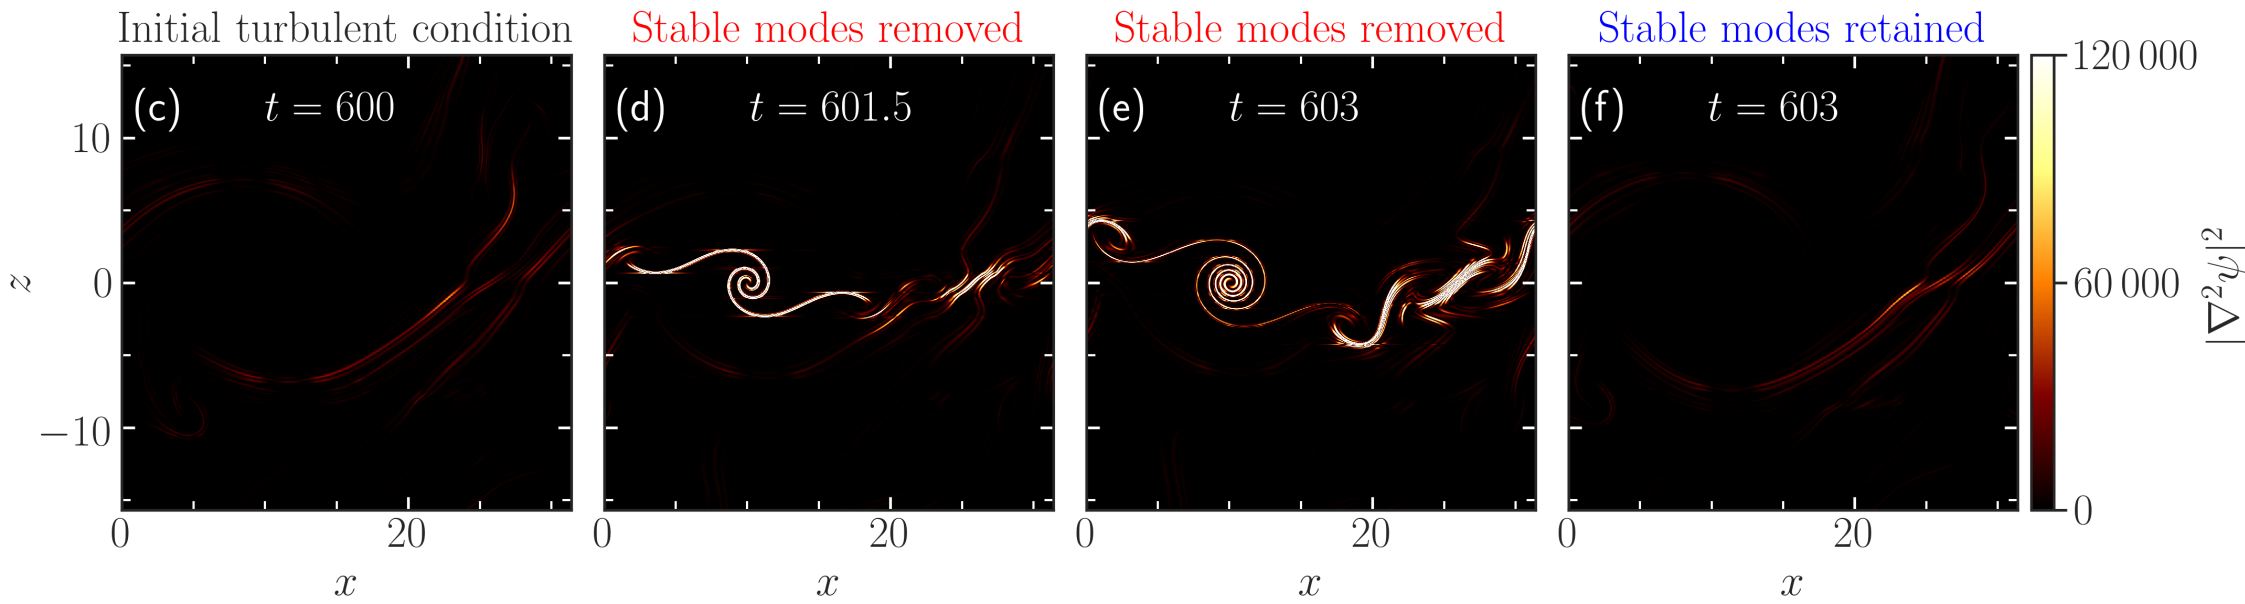 Initial turbulent condition
Stable modes removed
Stable modes removed
Stable modes retained
(c) t = 600
(d) t = 601.5
(e) t = 603
(f) t = 603
10
0
−10
z
0 20
0 20
0 20
0 20
x
x
x
x
120 000
60 000
0
|∇²ψ|²